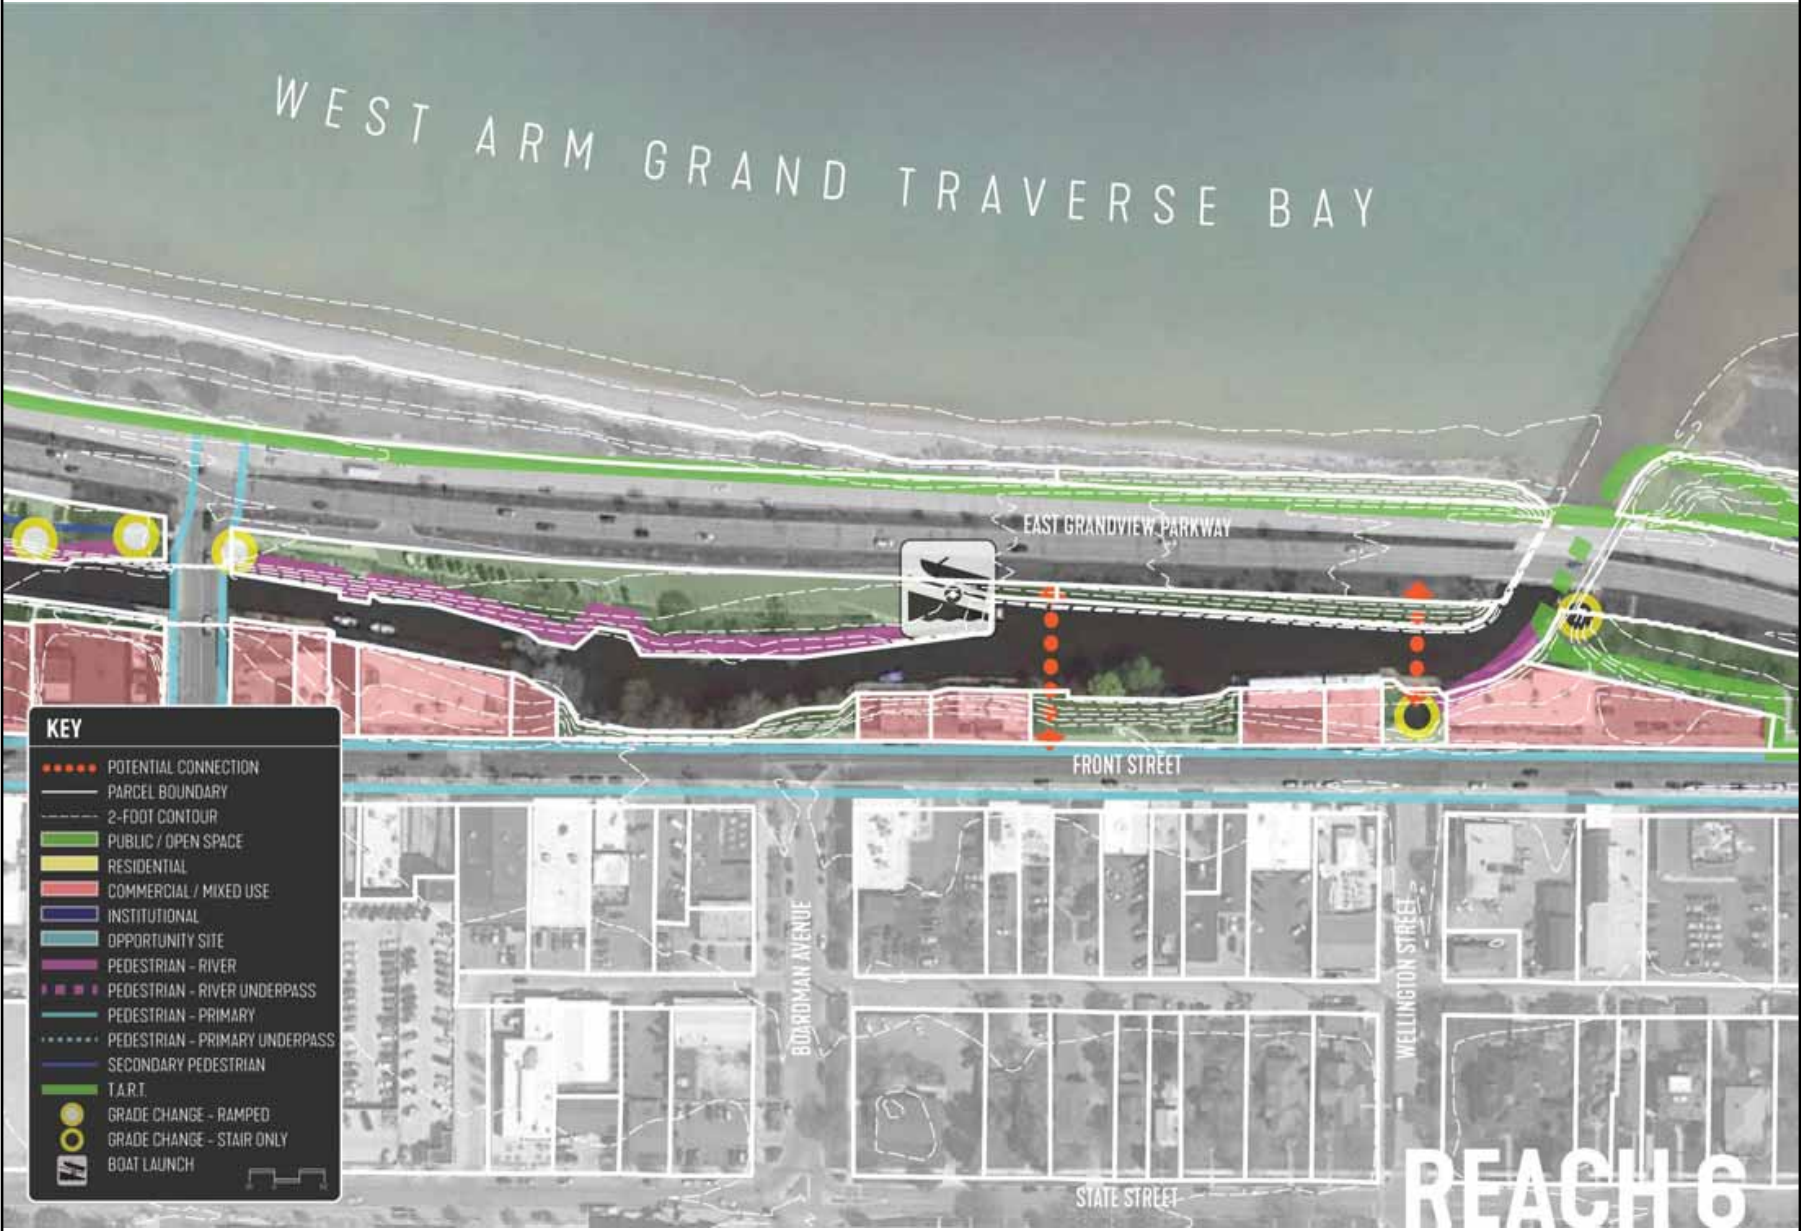 WEST ARM GRAND TRAVERSE BAY
EAST GRANDVIEW PARKWAY
FRONT STREET
KEY
POTENTIAL CONNECTION
PARCEL BOUNDARY
2-FOOT CONTOUR
PUBLIC / OPEN SPACE
RESIDENTIAL
COMMERCIAL / MIXED USE
INSTITUTIONAL
OPPORTUNITY SITE
PEDESTRIAN - RIVER
PEDESTRIAN - RIVER UNDERPASS
PEDESTRIAN - PRIMARY
PEDESTRIAN - PRIMARY UNDERPASS
SECONDARY PEDESTRIAN
T.A.R.T.
GRADE CHANGE - RAMPED
GRADE CHANGE - STAIR ONLY
BOAT LAUNCH
BOARDMAN AVENUE
WELLINGTON STREET
STATE STREET
REACH 6